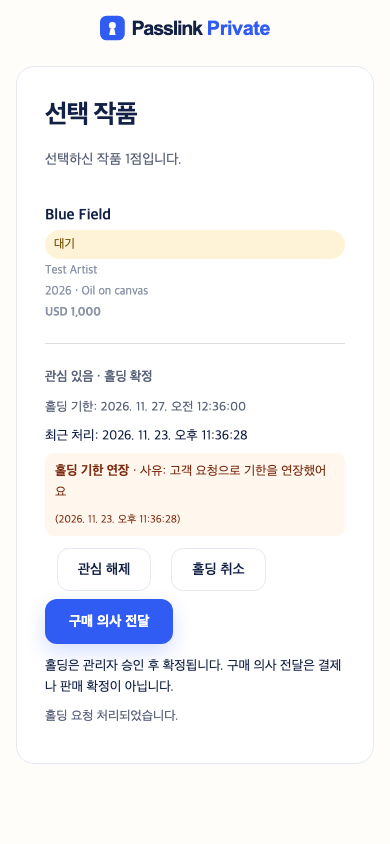 Passlink Private
선택 작품
선택하신 작품 1점입니다.
Blue Field
대기
Test Artist
2026 · Oil on canvas
USD 1,000
관심 있음 · 홀딩 확정
홀딩 기한: 2026. 11. 27. 오전 12:36:00
최근 처리: 2026. 11. 23. 오후 11:36:28
홀딩 기한 연장 · 사유: 고객 요청으로 기한을 연장했어
요
(2026. 11. 23. 오후 11:36:28)
관심 해제
홀딩 취소
구매 의사 전달
홀딩은 관리자 승인 후 확정됩니다. 구매 의사 전달은 결제
나 판매 확정이 아닙니다.
홀딩 요청 처리되었습니다.